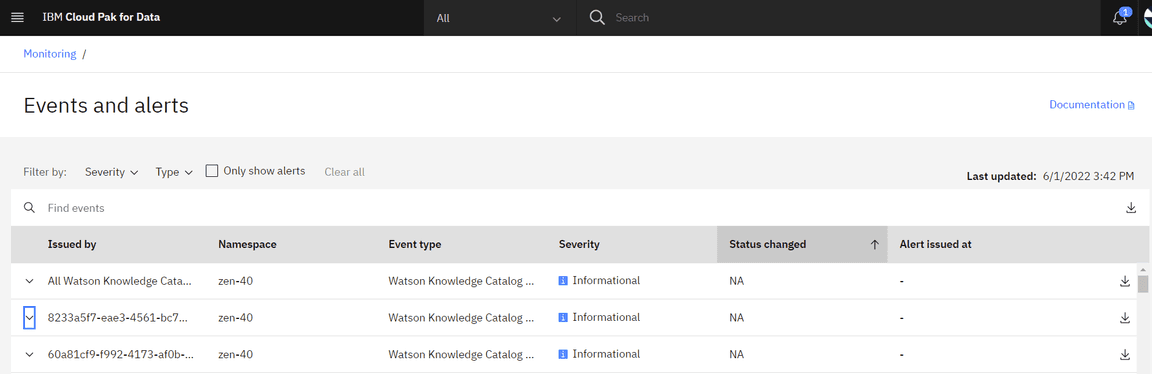 IBM Cloud Pak for Data All Search 1
Monitoring /
Events and alerts Documentation
Filter by: Severity Type Only show alerts Clear all Last updated: 6/1/2022 3:42 PM
Find events
Issued by Namespace Event type Severity Status changed Alert issued at
All Watson Knowledge Cata... zen-40 Watson Knowledge Catalog ... Informational NA -
8233a5f7-eae3-4561-bc7... zen-40 Watson Knowledge Catalog ... Informational NA -
60a81cf9-f992-4173-af0b-... zen-40 Watson Knowledge Catalog ... Informational NA -